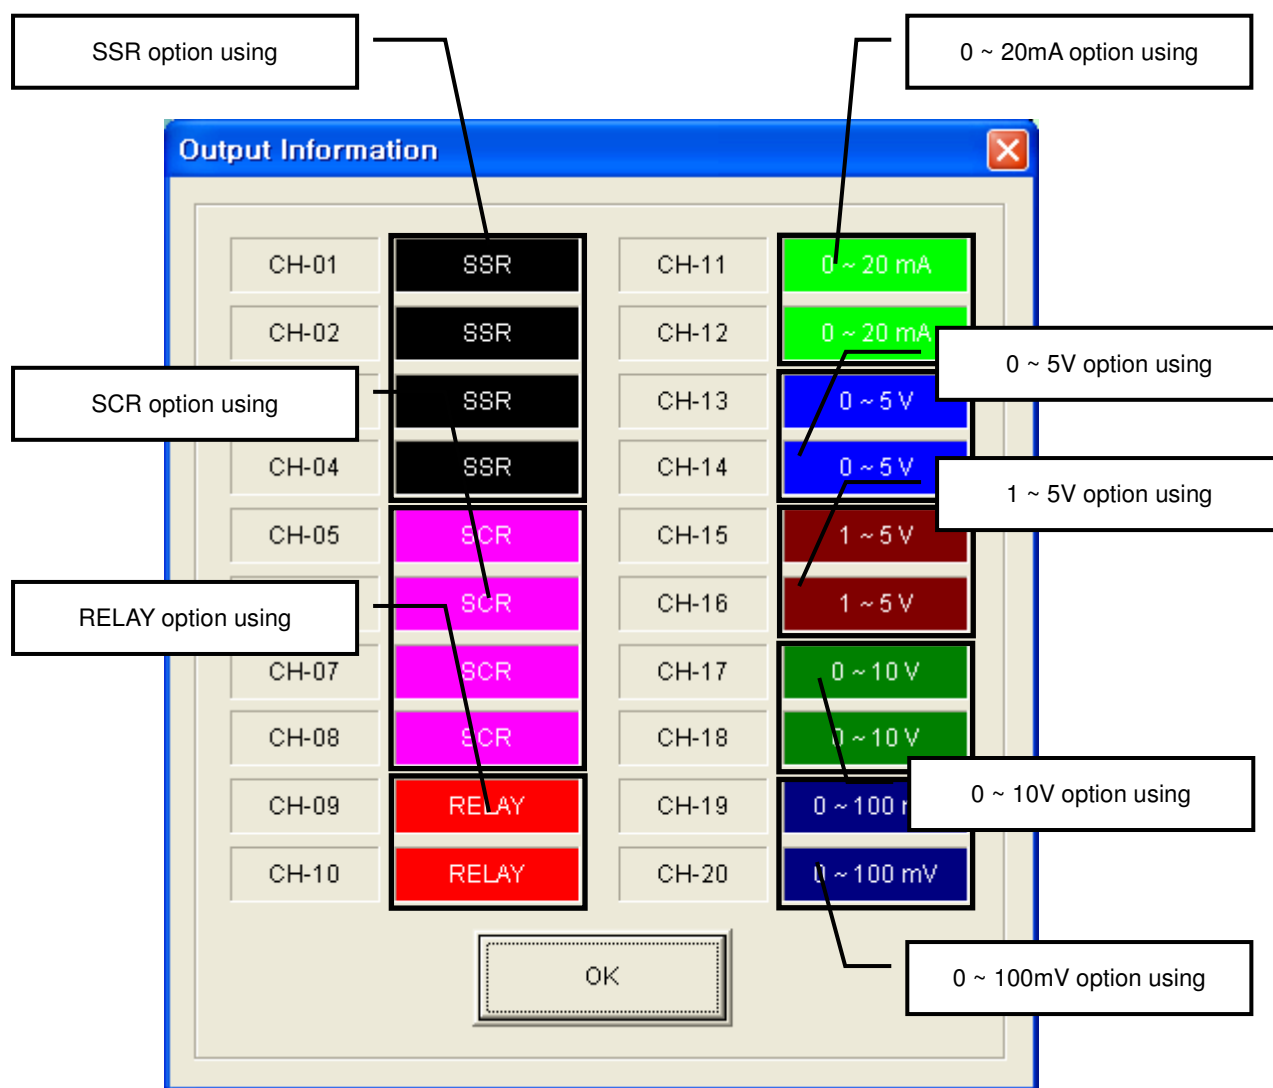 SSR option using
0 ~ 20mA option using
Output Information
CH-01 SSR CH-11 0 ~ 20 mA
CH-02 SSR CH-12 0 ~ 20 mA
0 ~ 5V option using
SCR option using
SSR CH-13 0 ~ 5 V
CH-04 SSR CH-14 0 ~ 5 V
1 ~ 5V option using
CH-05 SCR CH-15 1 ~ 5 V
RELAY option using
SCR CH-16 1 ~ 5 V
CH-07 SCR CH-17 0 ~ 10 V
CH-08 SCR CH-18 0 ~ 10 V
0 ~ 10V option using
CH-09 RELAY CH-19 0 ~ 100
CH-10 RELAY CH-20 0 ~ 100 mV
OK
0 ~ 100mV option using